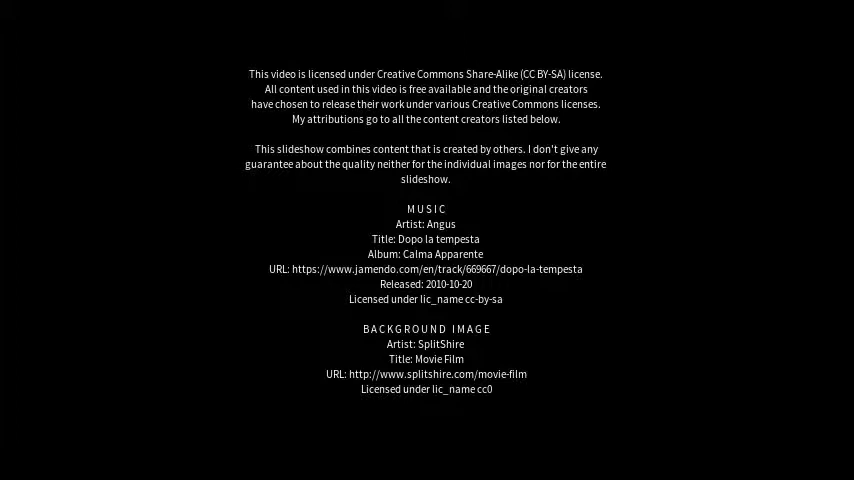 This video is licensed under Creative Commons Share-Alike (CC BY-SA) license.
All content used in this video is free available and the original creators
have chosen to release their work under various Creative Commons licenses.
My attributions go to all the content creators listed below.
This slideshow combines content that is created by others. I don't give any
guarantee about the quality neither for the individual images nor for the entire
slideshow.
MUSIC
Artist: Angus
Title: Dopo la tempesta
Album: Calma Apparente
URL: https://www.jamendo.com/en/track/669667/dopo-la-tempesta
Released: 2010-10-20
Licensed under lic_name cc-by-sa
BACKGROUND IMAGE
Artist: SplitShire
Title: Movie Film
URL: http://www.splitshire.com/movie-film
Licensed under lic_name cc0